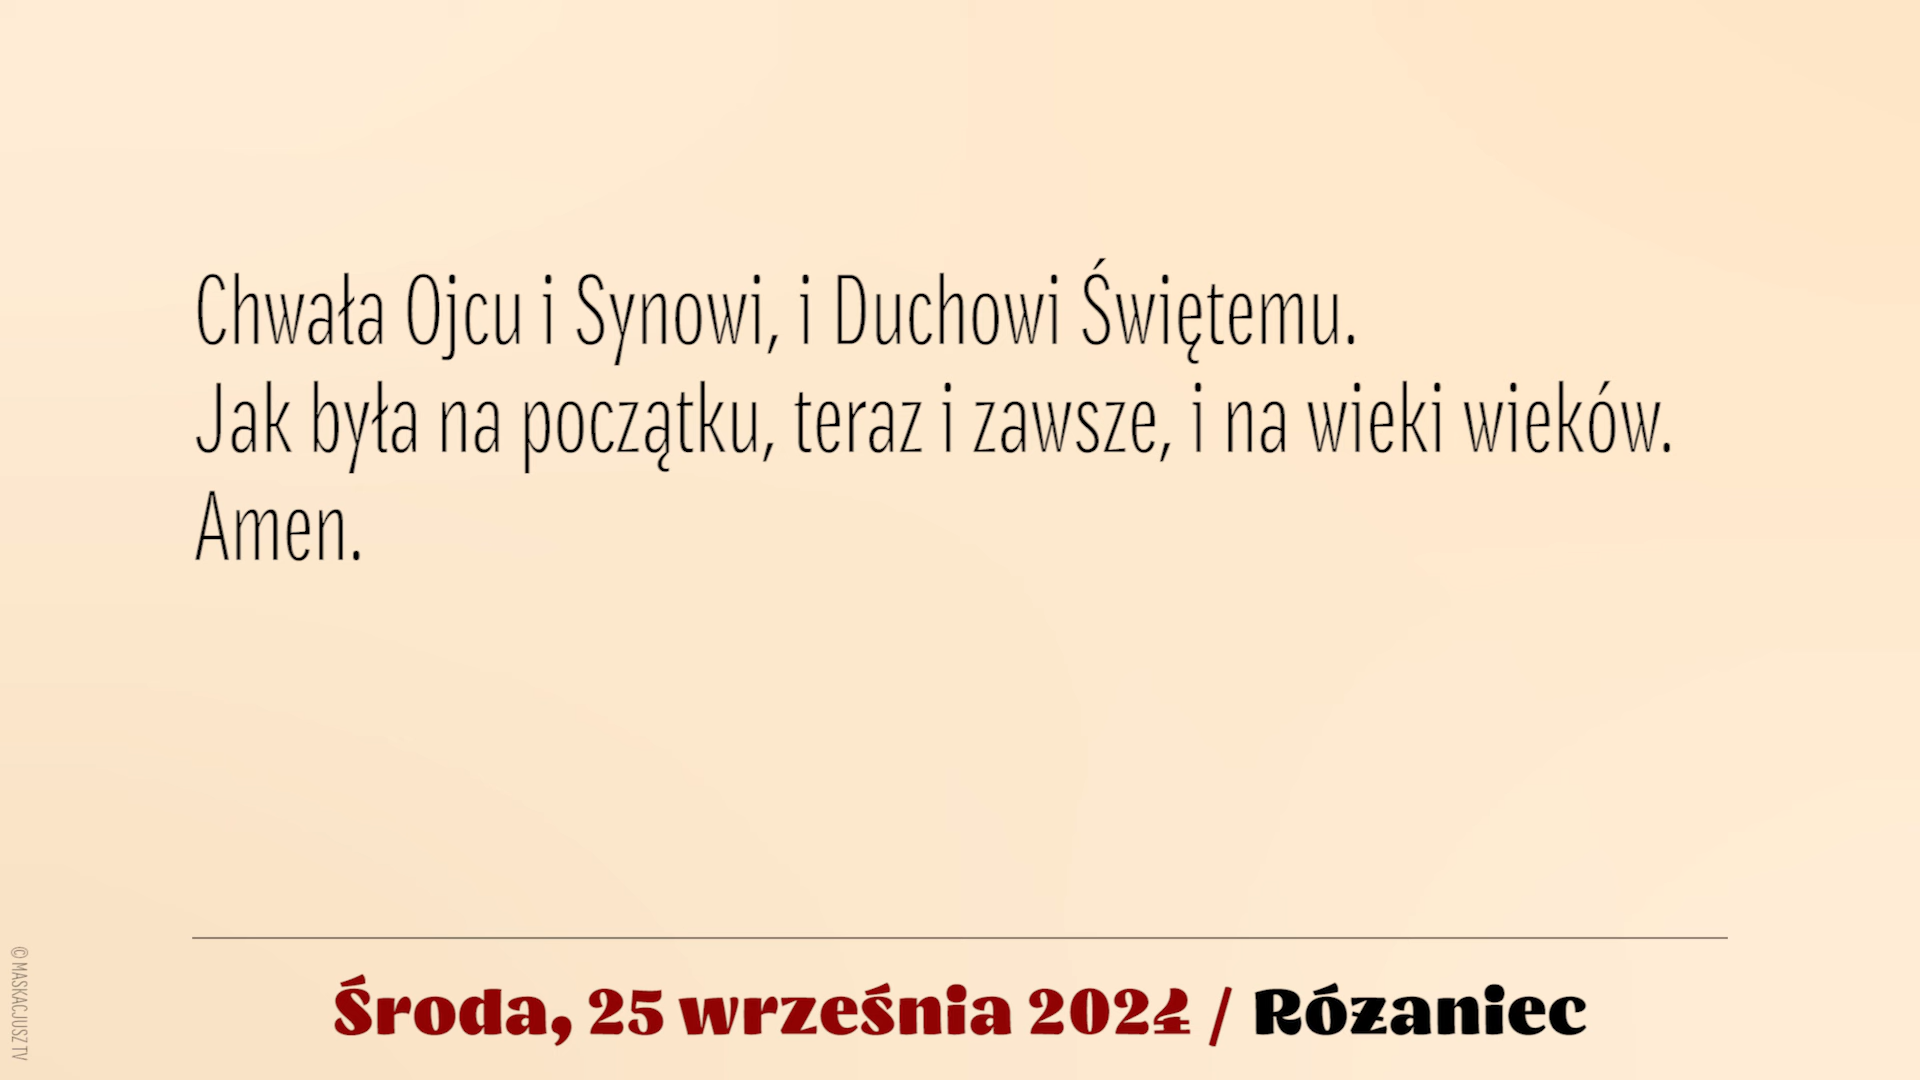 Chwała Ojcu i Synowi, i Duchowi Świętemu.
Jak była na początku, teraz i zawsze, i na wieki wieków.
Amen.
Środa, 25 września 2024 / Różaniec
© MASKACJUSZ TV